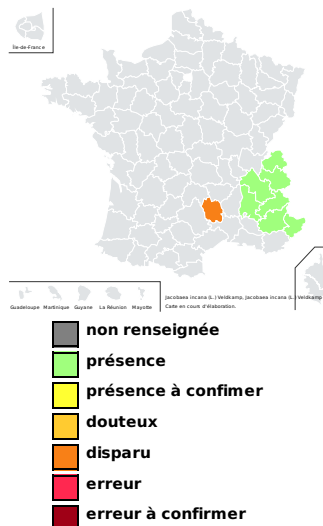 Île-de-France
Guadeloupe Martinique Guyane La Réunion Mayotte
Jacobaea incana (L.) Veldkamp, Jacobaea incana (L.) Veldkamp
Carte en cours d'élaboration.
non renseignée
présence
présence à confimer
douteux
disparu
erreur
erreur à confirmer